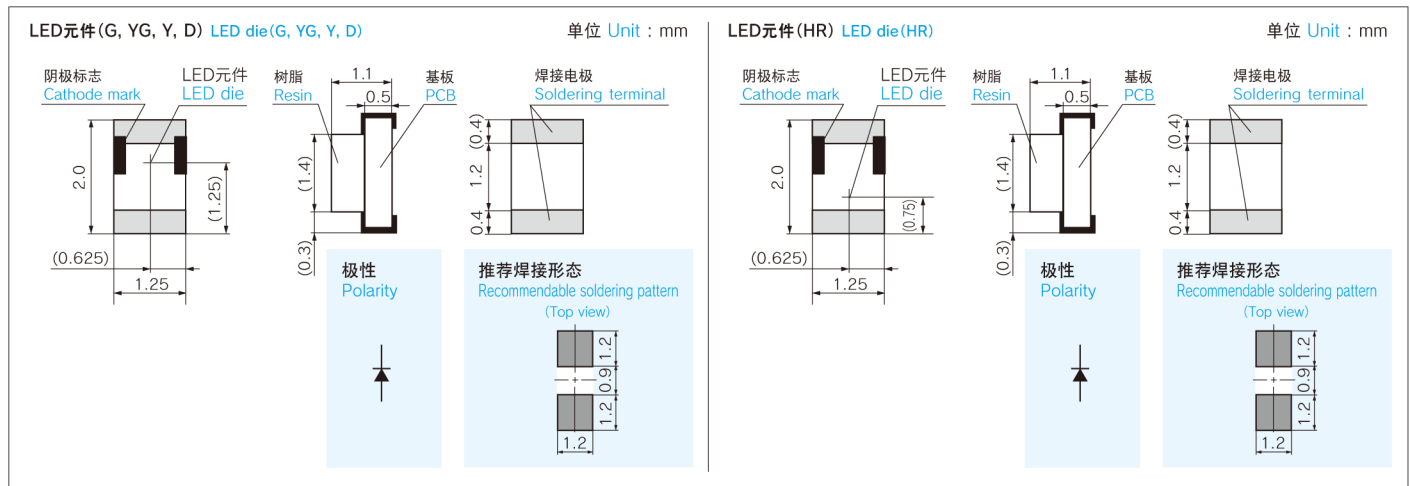 LED元件(G, YG, Y, D) LED die(G, YG, Y, D)
单位 Unit : mm
阴极标志
Cathode mark
LED元件
LED die
树脂
Resin
1.1
0.5
基板
PCB
焊接电极
Soldering terminal
2.0
(1.25)
(0.625)
1.25
(1.4)
(0.3)
(0.4)
1.2
0.4
极性
Polarity
推荐焊接形态
Recommendable soldering pattern
(Top view)
1.2
0.9
1.2
1.2
LED元件(HR) LED die(HR)
单位 Unit : mm
阴极标志
Cathode mark
LED元件
LED die
树脂
Resin
1.1
0.5
基板
PCB
焊接电极
Soldering terminal
2.0
(0.75)
(0.625)
1.25
(1.4)
(0.3)
(0.4)
1.2
0.4
极性
Polarity
推荐焊接形态
Recommendable soldering pattern
(Top view)
1.2
0.9
1.2
1.2